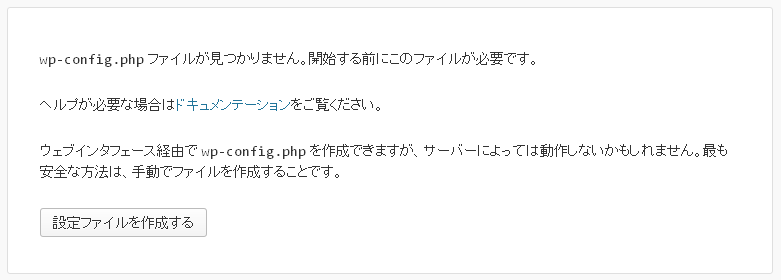 wp-config.php ファイルが見つかりません。開始する前にこのファイルが必要です。
ヘルプが必要な場合はドキュメンテーションをご覧ください。
ウェブインタフェース経由で wp-config.php を作成できますが、サーバーによっては動作しないかもしれません。最も
安全な方法は、手動でファイルを作成することです。
設定ファイルを作成する